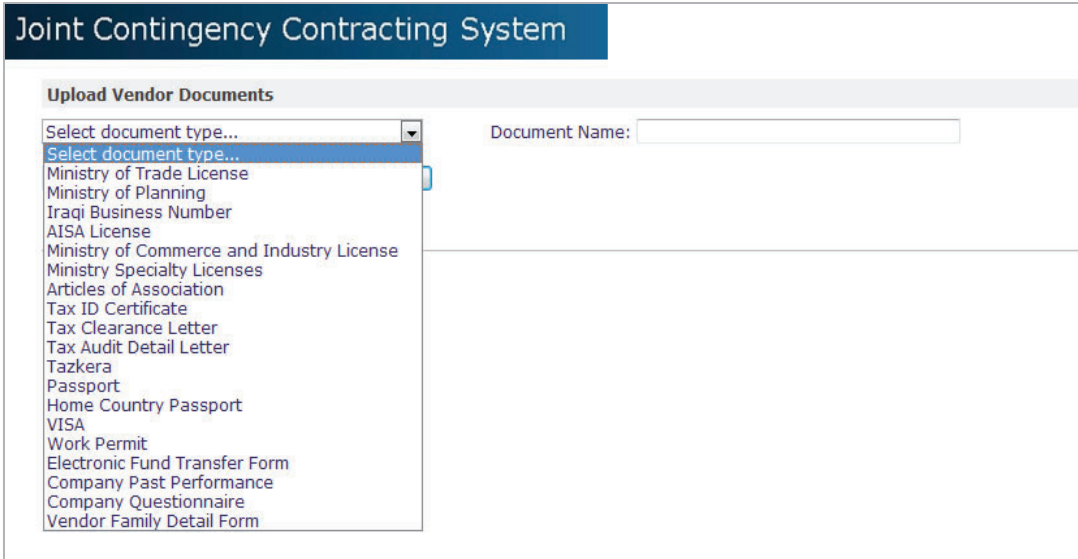 Joint Contingency Contracting System
Upload Vendor Documents
Select document type... Document Name:
Select document type...
Ministry of Trade License
Ministry of Planning
Iraqi Business Number
AISA License
Ministry of Commerce and Industry License
Ministry Specialty Licenses
Articles of Association
Tax ID Certificate
Tax Clearance Letter
Tax Audit Detail Letter
Tazkera
Passport
Home Country Passport
VISA
Work Permit
Electronic Fund Transfer Form
Company Past Performance
Company Questionnaire
Vendor Family Detail Form